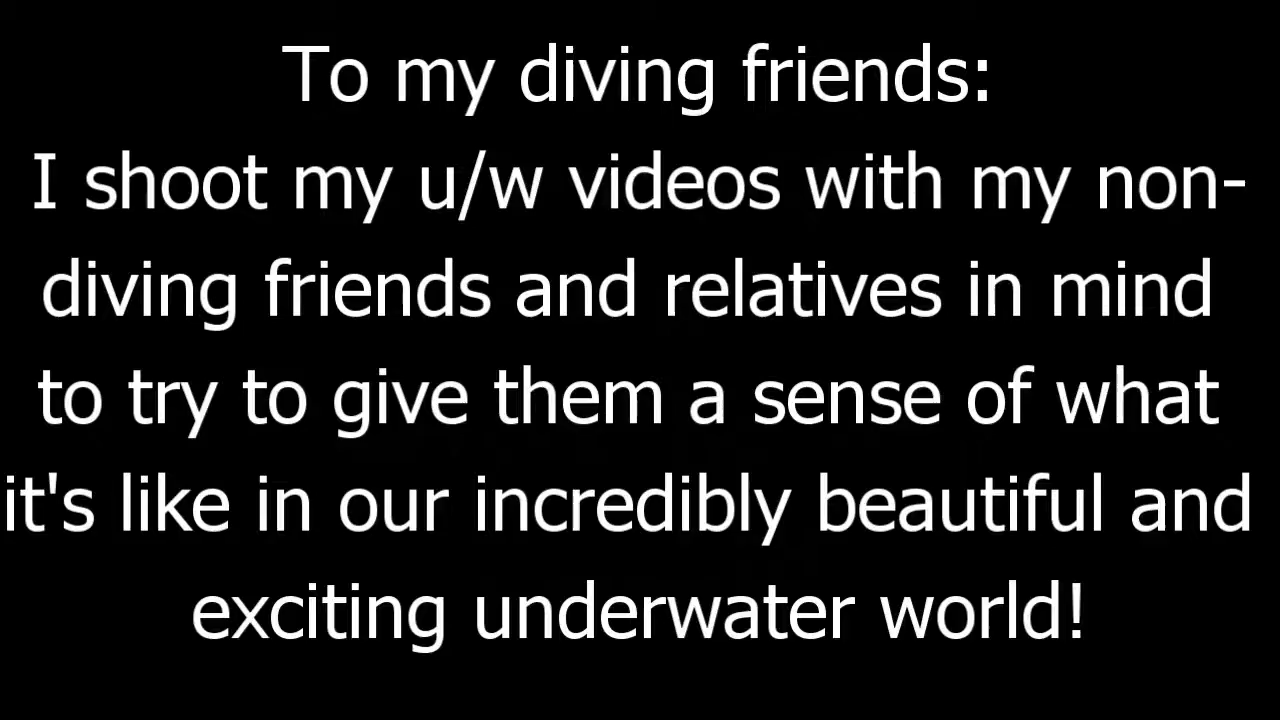 To my diving friends:
I shoot my u/w videos with my non-
diving friends and relatives in mind
to try to give them a sense of what
it's like in our incredibly beautiful and
exciting underwater world!